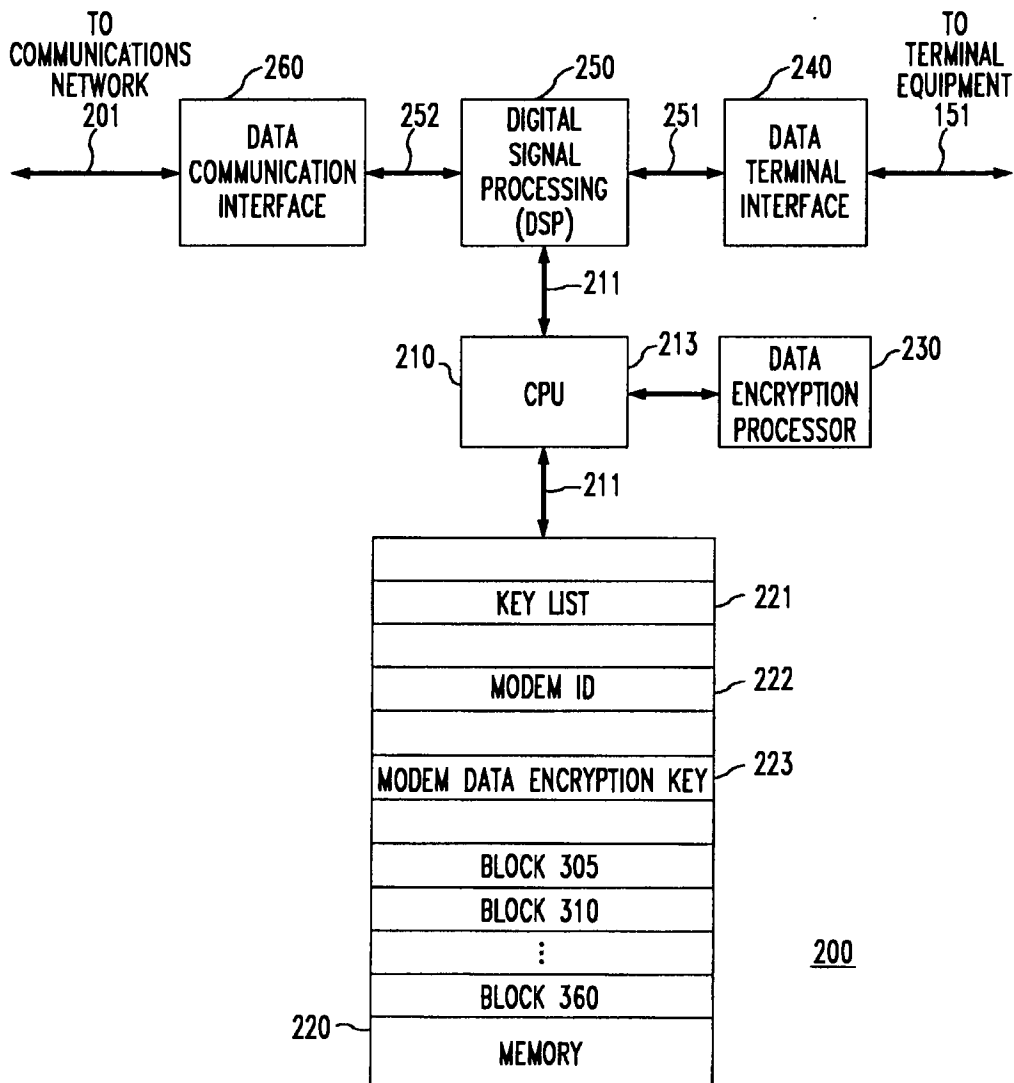 TO
COMMUNICATIONS
NETWORK
201
260
DATA
COMMUNICATION
INTERFACE
252
250
DIGITAL
SIGNAL
PROCESSING
(DSP)
251
240
DATA
TERMINAL
INTERFACE
TO
TERMINAL
EQUIPMENT
151
211
210
CPU
213
DATA
ENCRYPTION
PROCESSOR
230
211
KEY LIST
221
MODEM ID
222
MODEM DATA ENCRYPTION KEY
223
BLOCK 305
BLOCK 310
⋮
BLOCK 360
220
MEMORY
200